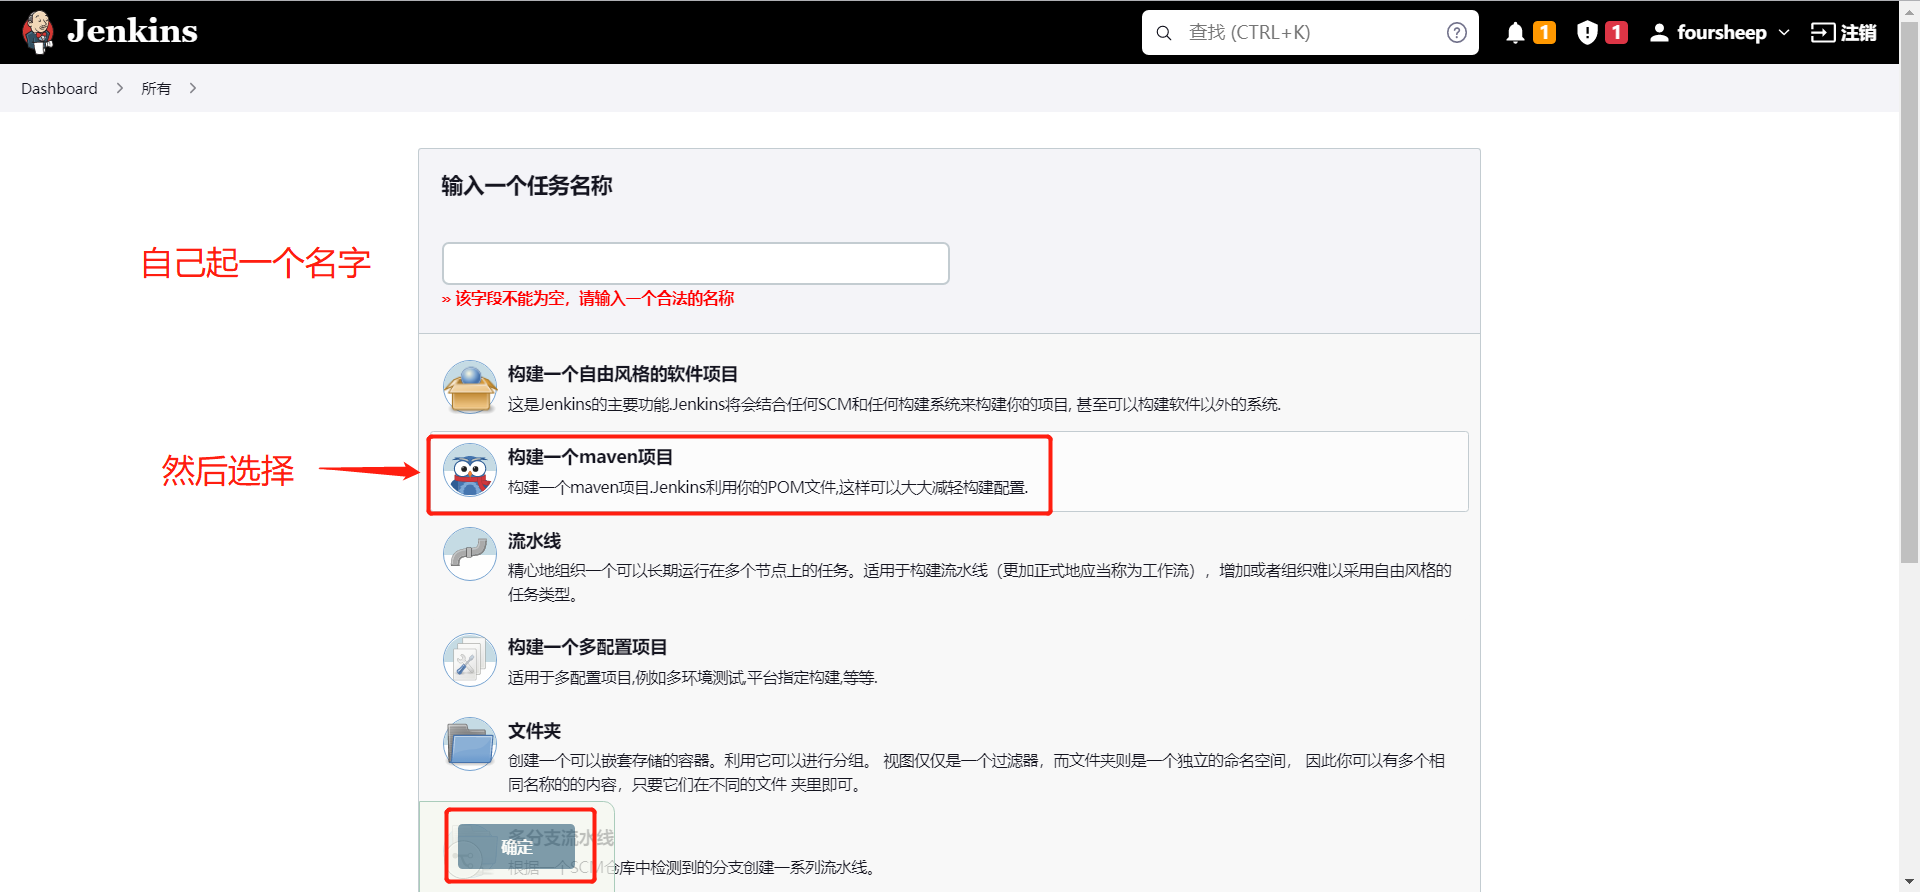 Jenkins
查找 (CTRL+K)
1
1
foursheep
注销
Dashboard
所有
输入一个任务名称
自己起一个名字
» 该字段不能为空，请输入一个合法的名称
构建一个自由风格的软件项目
这是Jenkins的主要功能.Jenkins将会结合任何SCM和任何构建系统来构建你的项目, 甚至可以构建软件以外的系统.
然后选择
构建一个maven项目
构建一个maven项目.Jenkins利用你的POM文件,这样可以大大减轻构建配置.
流水线
精心地组织一个可以长期运行在多个节点上的任务。适用于构建流水线（更加正式地应当称为工作流），增加或者组织难以采用自由风格的
任务类型。
构建一个多配置项目
适用于多配置项目,例如多环境测试,平台指定构建,等等.
文件夹
创建一个可以嵌套存储的容器。利用它可以进行分组。 视图仅仅是一个过滤器，而文件夹则是一个独立的命名空间， 因此你可以有多个相
同名称的的内容，只要它们在不同的文件 夹里即可。
多分支流水线
确定
根据一个SCM仓库中检测到的分支创建一系列流水线。